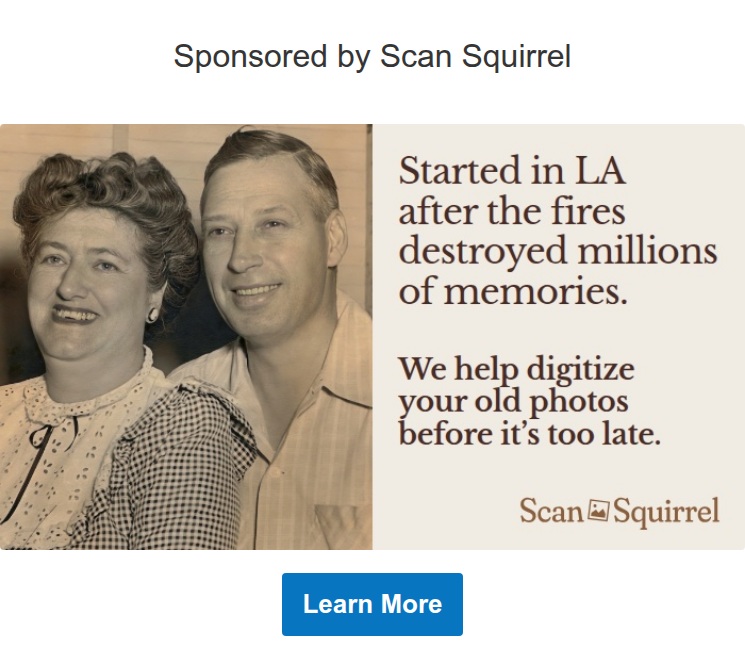 Sponsored by Scan Squirrel
Started in LA
after the fires
destroyed millions
of memories.
We help digitize
your old photos
before it's too late.
Scan Squirrel
Learn More